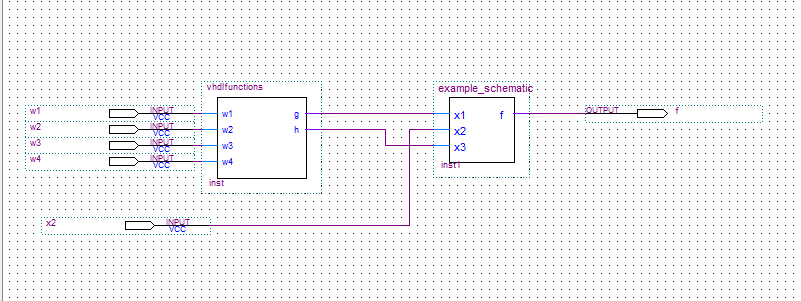 vhdlfunctions
example_schematic
w1 INPUT VCC w1 g x1 f OUTPUT f
w2 INPUT VCC w2 h x2
w3 INPUT VCC w3 x3
w4 INPUT VCC w4 inst1
inst
x2 INPUT VCC